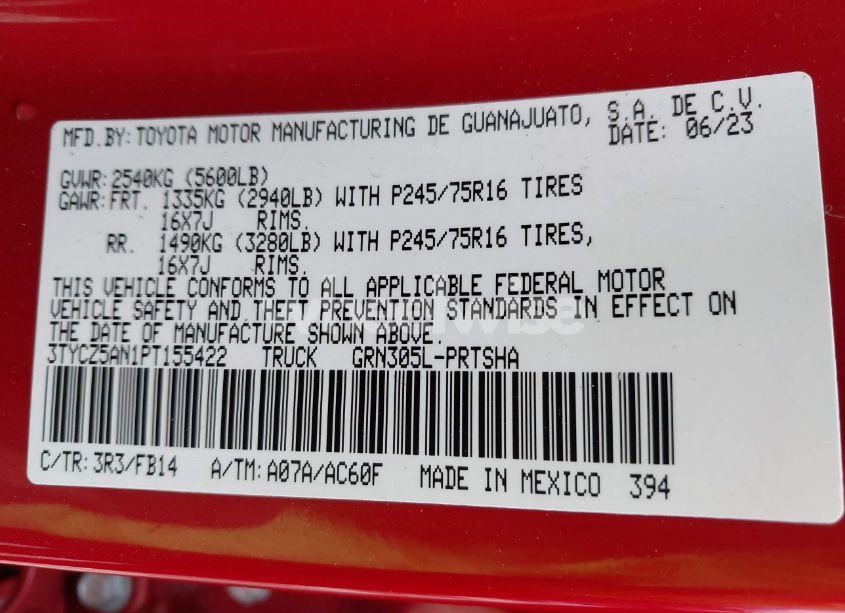 MFD.BY:TOYOTA MOTOR MANUFACTURING DE GUANAJUATO, S.A. DE C.V.
DATE: 06/23
GVWR:2540KG (5600LB)
GAWR:FRT. 1335KG (2940LB) WITH P245/75R16 TIRES
16X7J RIMS.
RR. 1490KG (3280LB) WITH P245/75R16 TIRES,
16X7J RIMS.
THIS VEHICLE CONFORMS TO ALL APPLICABLE FEDERAL MOTOR
VEHICLE SAFETY AND THEFT PREVENTION STANDARDS IN EFFECT ON
THE DATE OF MANUFACTURE SHOWN ABOVE.
3TYCZ5AN1PT155422 TRUCK GRN305L-PRTSHA
C/TR:3R3/FB14 A/TM:A07A/AC60F MADE IN MEXICO 394